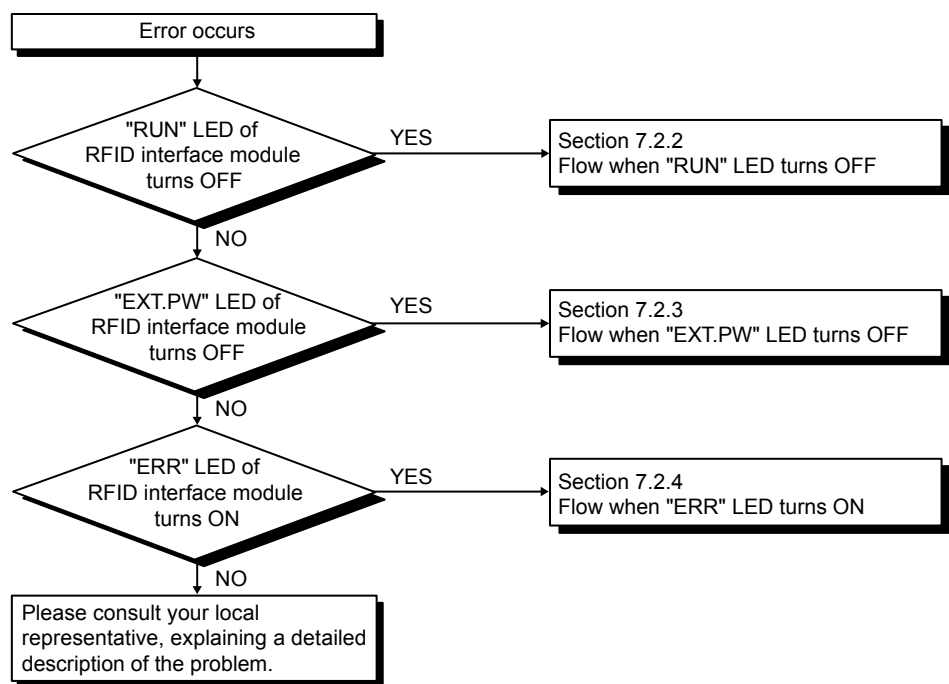 Error occurs
"RUN" LED of
RFID interface module
turns OFF
YES
Section 7.2.2
Flow when "RUN" LED turns OFF
NO
"EXT.PW" LED of
RFID interface module
turns OFF
YES
Section 7.2.3
Flow when "EXT.PW" LED turns OFF
NO
"ERR" LED of
RFID interface module
turns ON
YES
Section 7.2.4
Flow when "ERR" LED turns ON
NO
Please consult your local
representative, explaining a detailed
description of the problem.